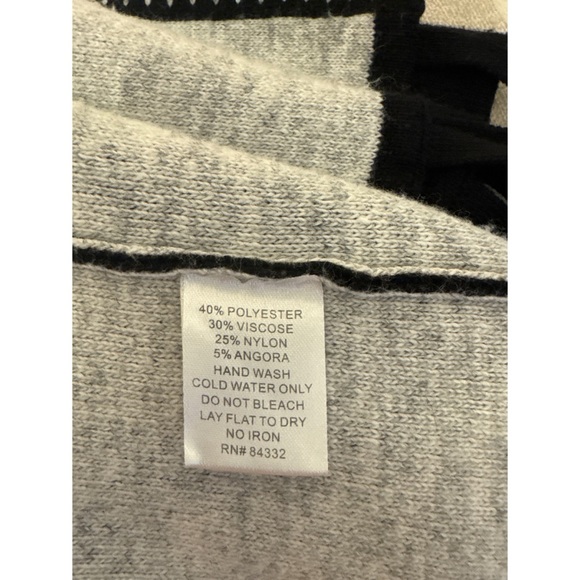 40% POLYESTER
30% VISCOSE
25% NYLON
5% ANGORA
HAND WASH
COLD WATER ONLY
DO NOT BLEACH
LAY FLAT TO DRY
NO IRON
RN# 84332